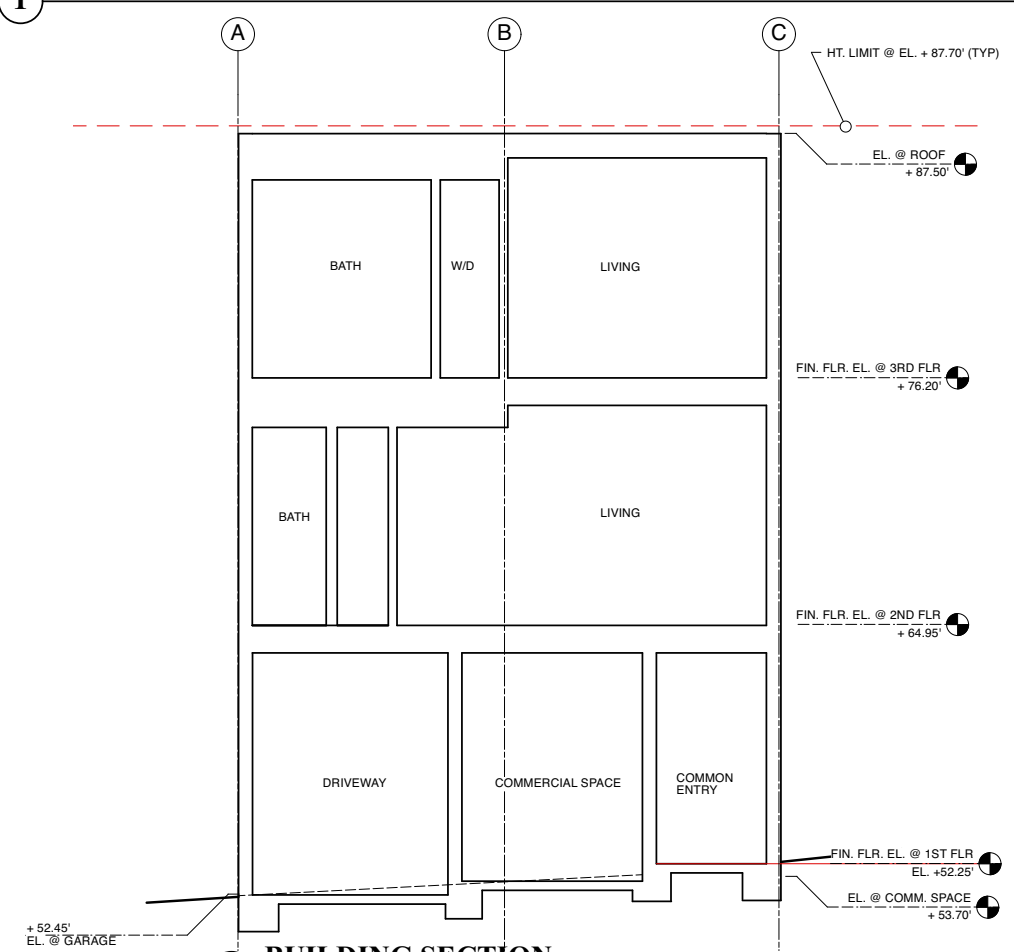 1
A
B
C
HT. LIMIT @ EL. + 87.70' (TYP)
EL. @ ROOF
+ 87.50'
BATH
W/D
LIVING
FIN. FLR. EL. @ 3RD FLR
+ 76.20'
BATH
LIVING
FIN. FLR. EL. @ 2ND FLR
+ 64.95'
DRIVEWAY
COMMERCIAL SPACE
COMMON
ENTRY
FIN. FLR. EL. @ 1ST FLR
EL. +52.25'
EL. @ COMM. SPACE
+ 53.70'
+ 52.45'
EL. @ GARAGE
BUILDING SECTION